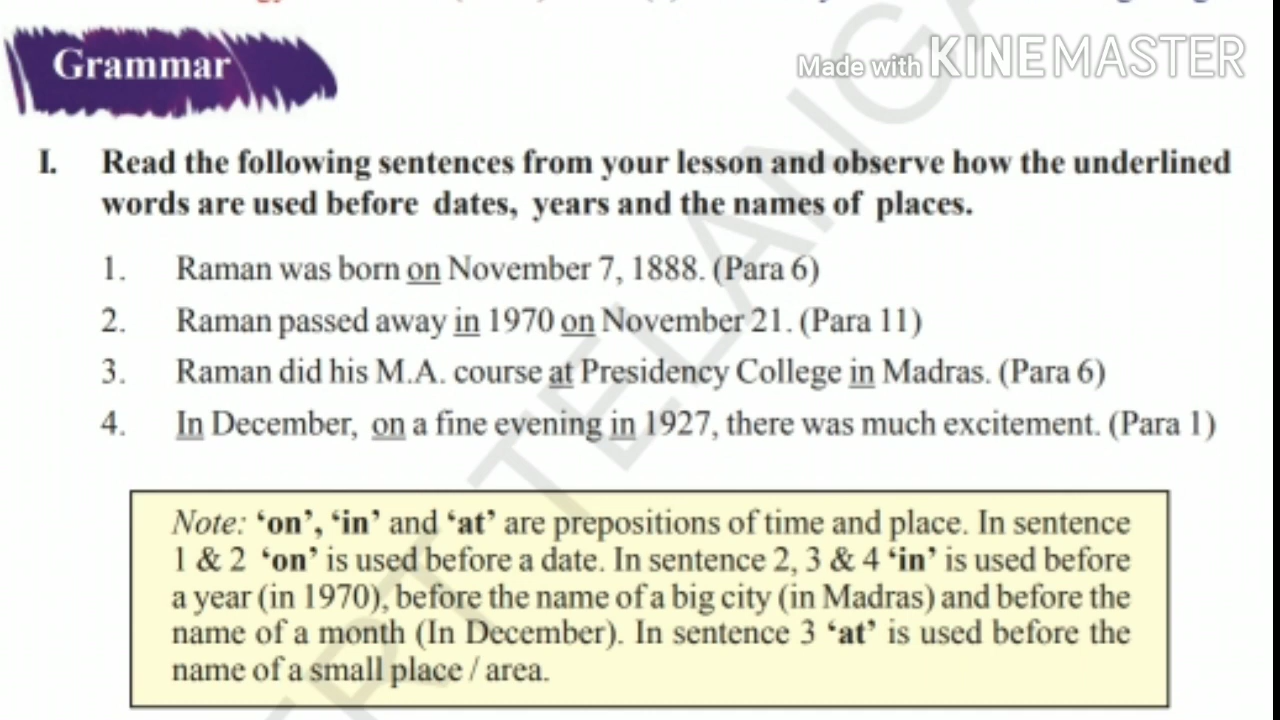 Grammar
Made with KINEMASTER
I. Read the following sentences from your lesson and observe how the underlined
words are used before dates, years and the names of places.
1. Raman was born on November 7, 1888. (Para 6)
2. Raman passed away in 1970 on November 21. (Para 11)
3. Raman did his M.A. course at Presidency College in Madras. (Para 6)
4. In December, on a fine evening in 1927, there was much excitement. (Para 1)
Note: ‘on’, ‘in’ and ‘at’ are prepositions of time and place. In sentence
1 & 2 ‘on’ is used before a date. In sentence 2, 3 & 4 ‘in’ is used before
a year (in 1970), before the name of a big city (in Madras) and before the
name of a month (In December). In sentence 3 ‘at’ is used before the
name of a small place / area.